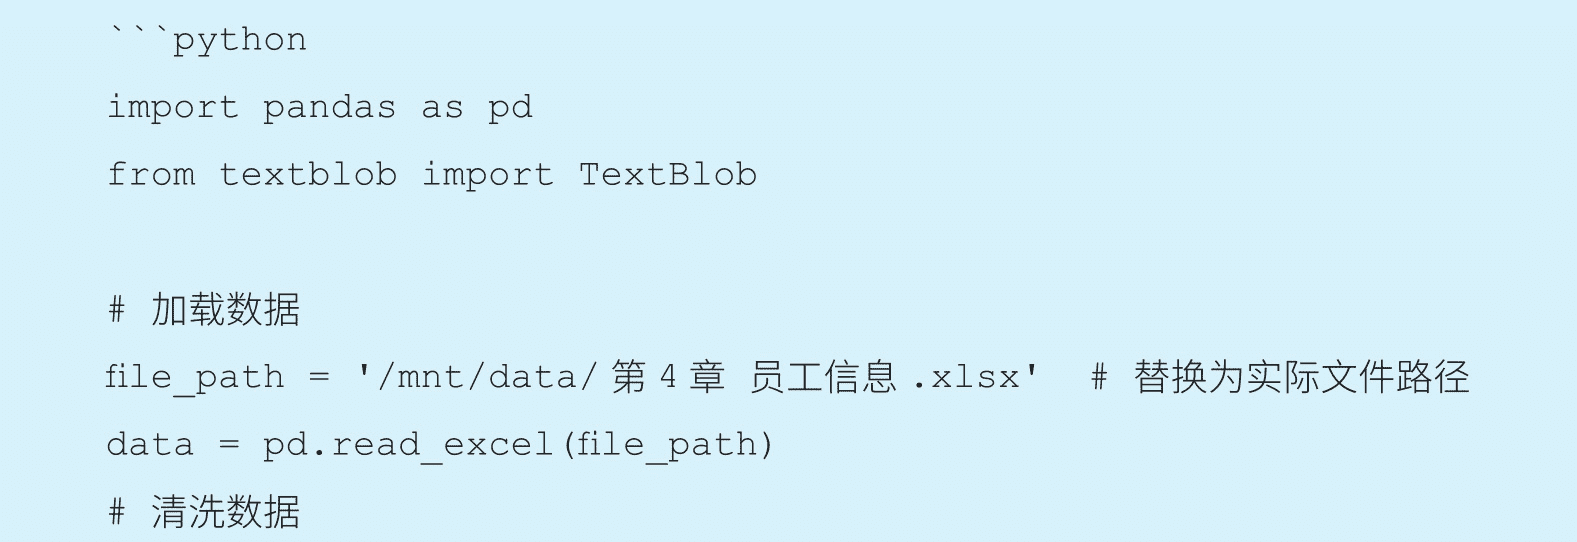 ```python
import pandas as pd
from textblob import TextBlob
# 加载数据
file_path = '/mnt/data/第4章 员工信息.xlsx'  # 替换为实际文件路径
data = pd.read_excel(file_path)
# 清洗数据